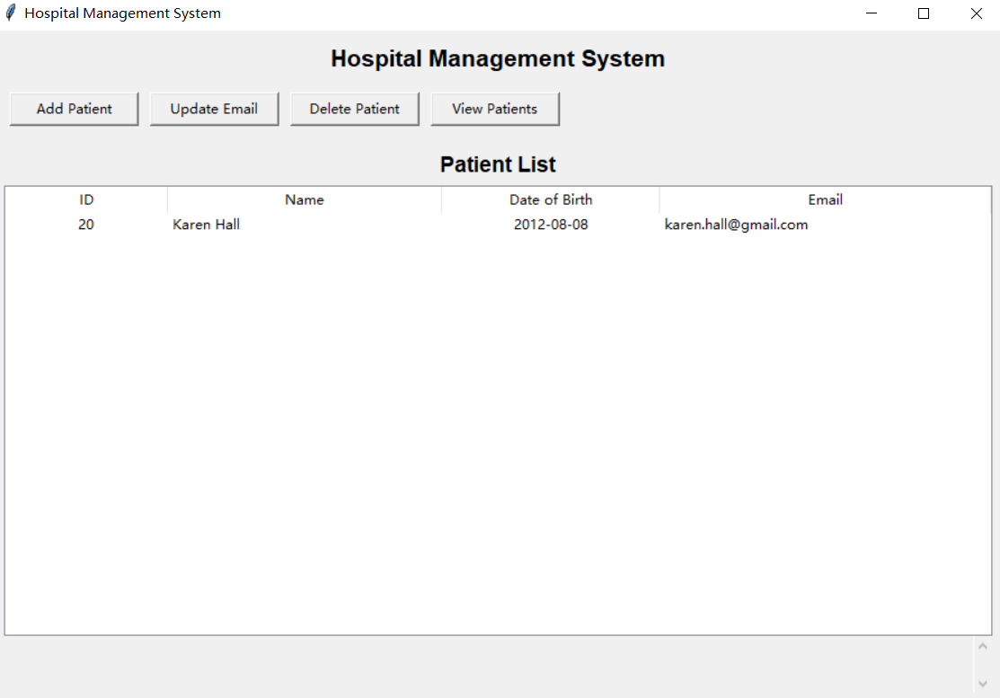 Hospital Management System
Hospital Management System
Add Patient Update Email Delete Patient View Patients
Patient List
ID Name Date of Birth Email
20 Karen Hall 2012-08-08 karen.hall@gmail.com